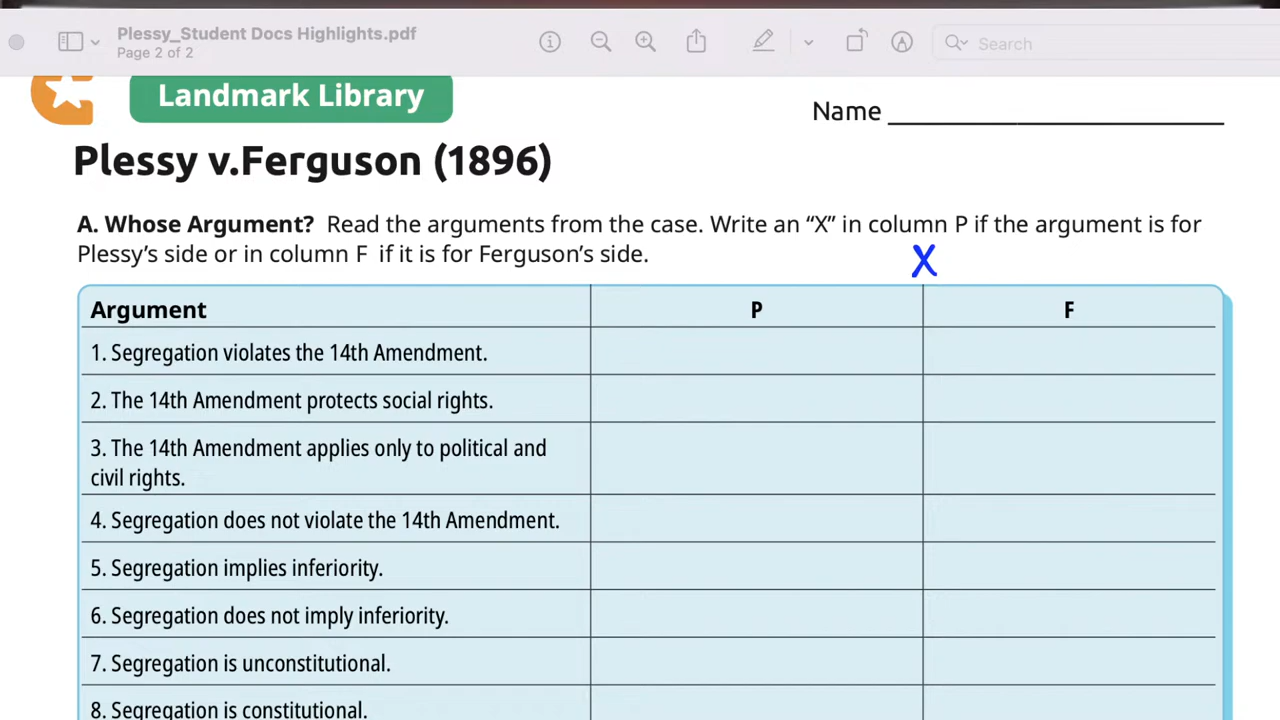 Plessy_Student Docs Highlights.pdf
Page 2 of 2
Search
Landmark Library
Name
Plessy v.Ferguson (1896)
A. Whose Argument? Read the arguments from the case. Write an “X” in column P if the argument is for
Plessy’s side or in column F if it is for Ferguson’s side.
X
Argument P F
1. Segregation violates the 14th Amendment.
2. The 14th Amendment protects social rights.
3. The 14th Amendment applies only to political and
civil rights.
4. Segregation does not violate the 14th Amendment.
5. Segregation implies inferiority.
6. Segregation does not imply inferiority.
7. Segregation is unconstitutional.
8. Segregation is constitutional.